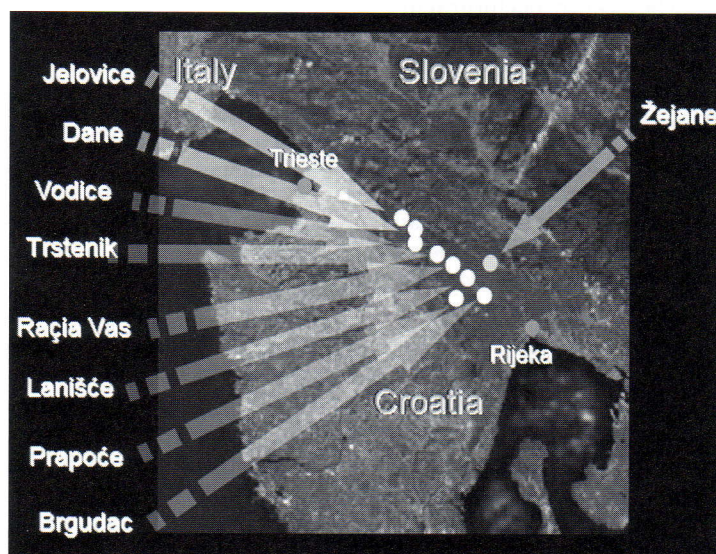 Jelovice
Italy
Slovenia
Žejane
Dane
Trieste
Vodice
Trstenik
Raçia Vas
Rijeka
Lanišće
Croatia
Prapoće
Brgudac